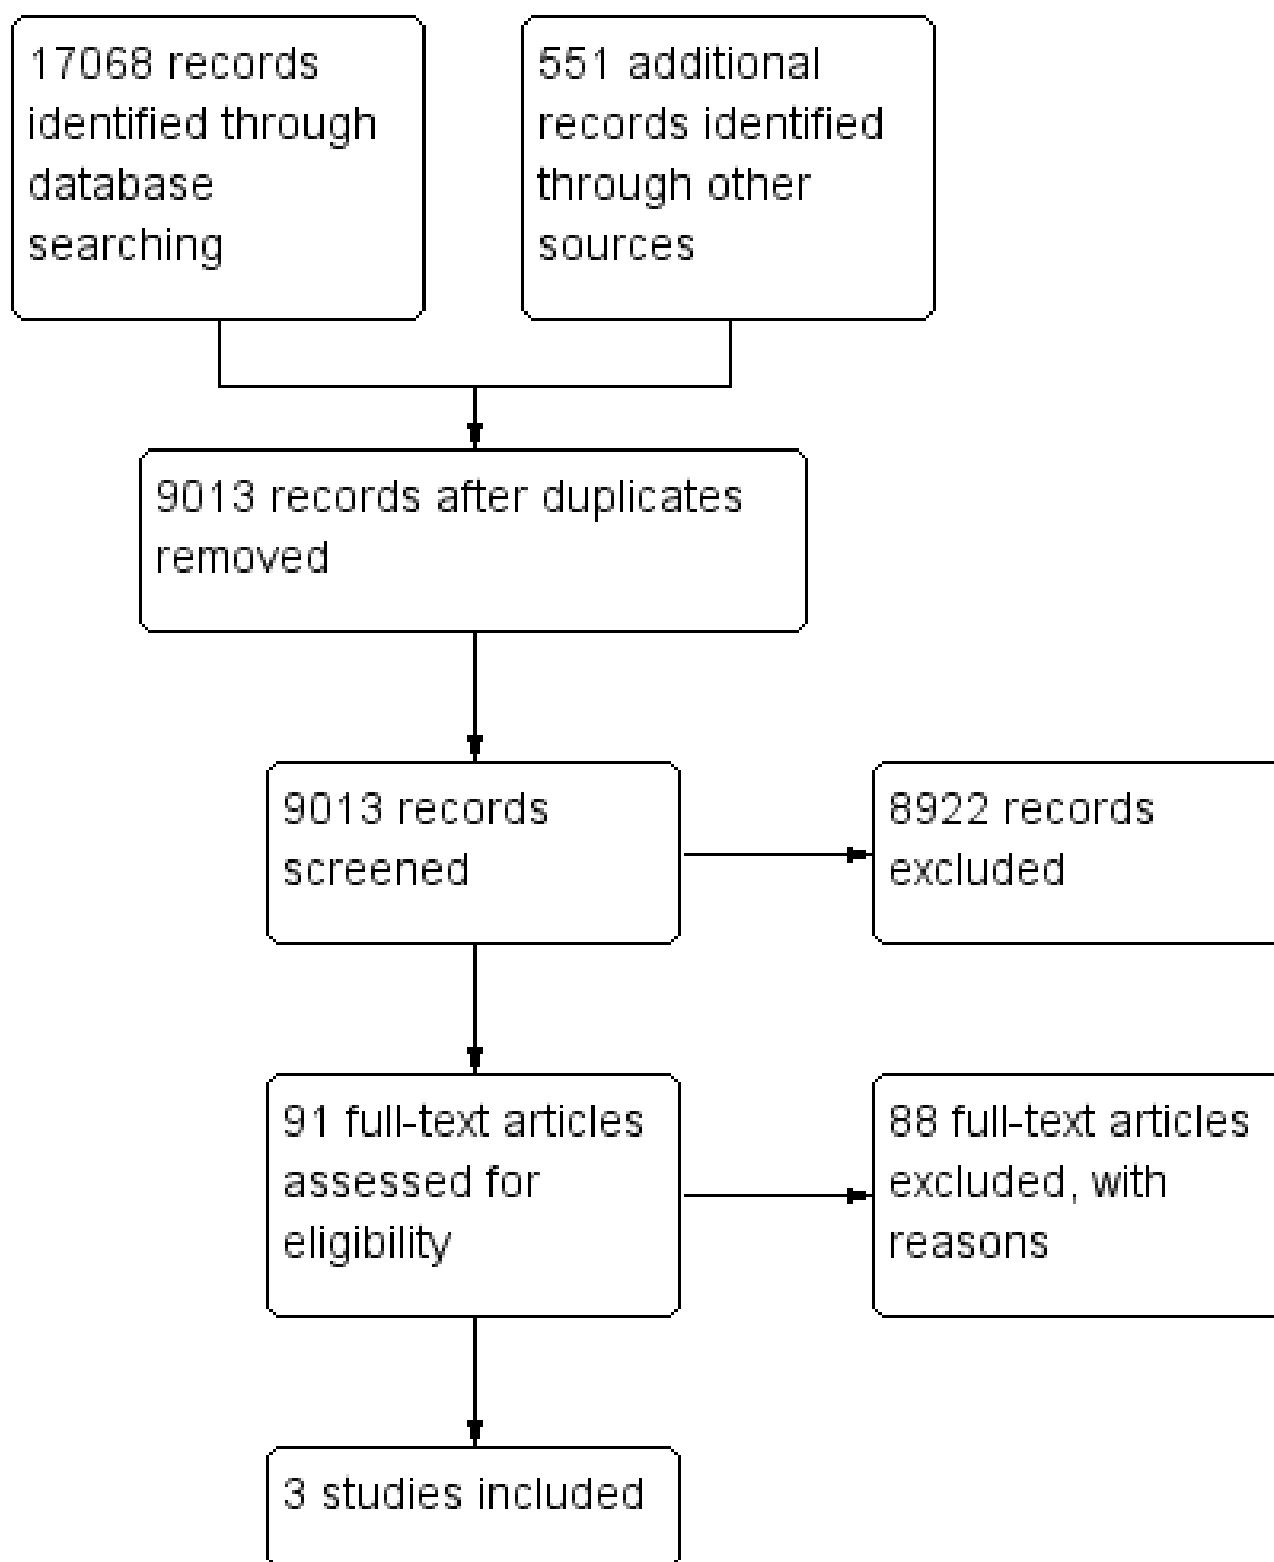 17068 records
identified through
database
searching
551 additional
records identified
through other
sources
9013 records after duplicates
removed
9013 records
screened
8922 records
excluded
91 full-text articles
assessed for
eligibility
88 full-text articles
excluded, with
reasons
3 studies included